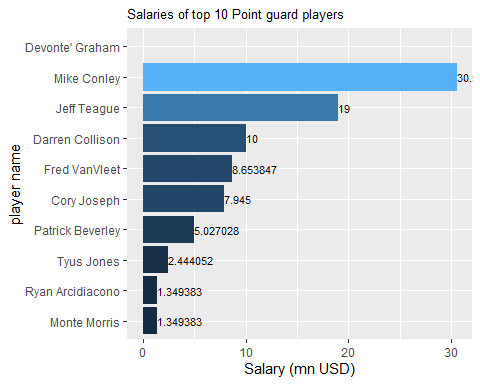 Salaries of top 10 Point guard players
Devonte' Graham
Mike Conley 30.
Jeff Teague 19
Darren Collison 10
Fred VanVleet 8.653847
Cory Joseph 7.945
Patrick Beverley 5.027028
Tyus Jones 2.444052
Ryan Arcidiacono 1.349383
Monte Morris 1.349383
player name
0 10 20 30
Salary (mn USD)